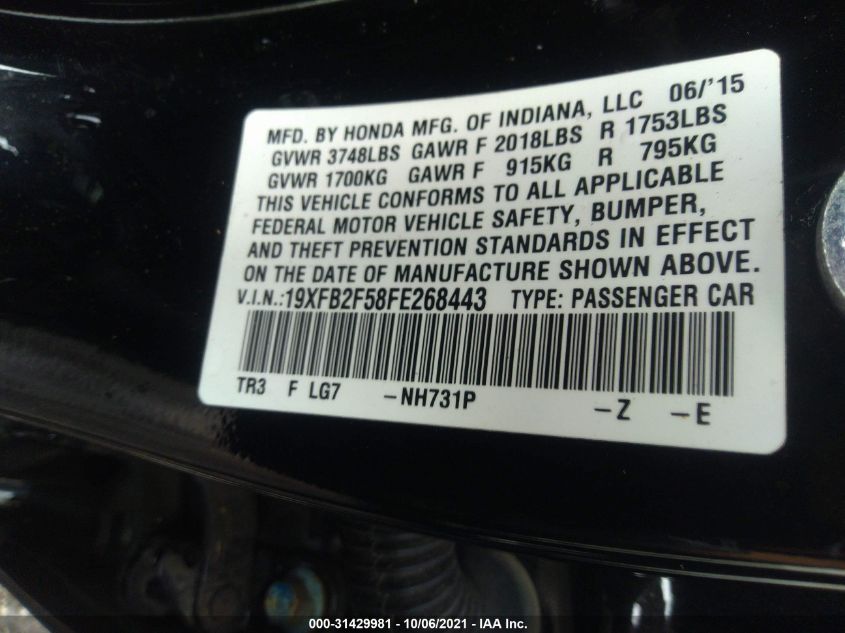 MFD. BY HONDA MFG. OF INDIANA, LLC 06/'15
GVWR 3748LBS GAWR F 2018LBS R 1753LBS
GVWR 1700KG GAWR F 915KG R 795KG
THIS VEHICLE CONFORMS TO ALL APPLICABLE
FEDERAL MOTOR VEHICLE SAFETY, BUMPER,
AND THEFT PREVENTION STANDARDS IN EFFECT
ON THE DATE OF MANUFACTURE SHOWN ABOVE.
V.I.N.:19XFB2F58FE268443 TYPE: PASSENGER CAR
TR3 F LG7 -NH731P -Z -E
000-31429981 - 10/06/2021 - IAA Inc.